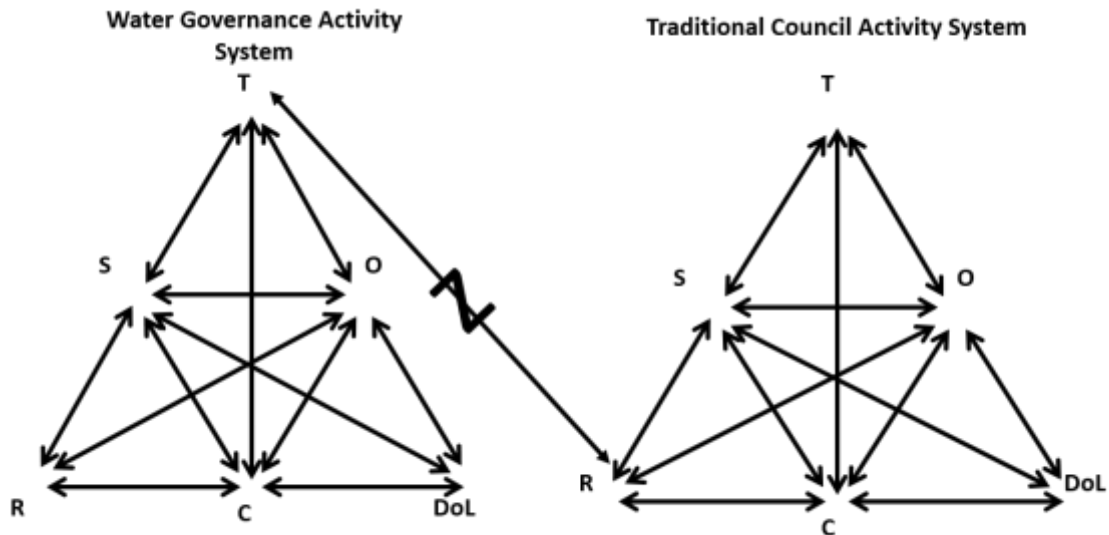 Water Governance Activity
System
Traditional Council Activity System
T
T
S
O
S
O
R
C
DoL
R
C
DoL